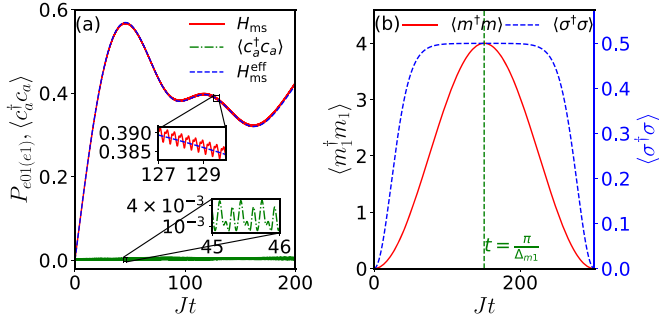 (a)
H_ms
⟨c_a^†c_a⟩
H_ms^eff
P_e01(e1), ⟨c_a^†c_a⟩
0.6
0.4
0.2
0.0
0.390
0.385
127 129
4 × 10^−3
10^−3
45 46
0 100 200
Jt
(b)
⟨m^†m⟩ ⟨σ^†σ⟩
⟨m_1^†m_1⟩
4
3
2
1
0
0.5
0.4
0.3
0.2
0.1
0.0
⟨σ^†σ⟩
t = π/Δ_m1
0 200
Jt